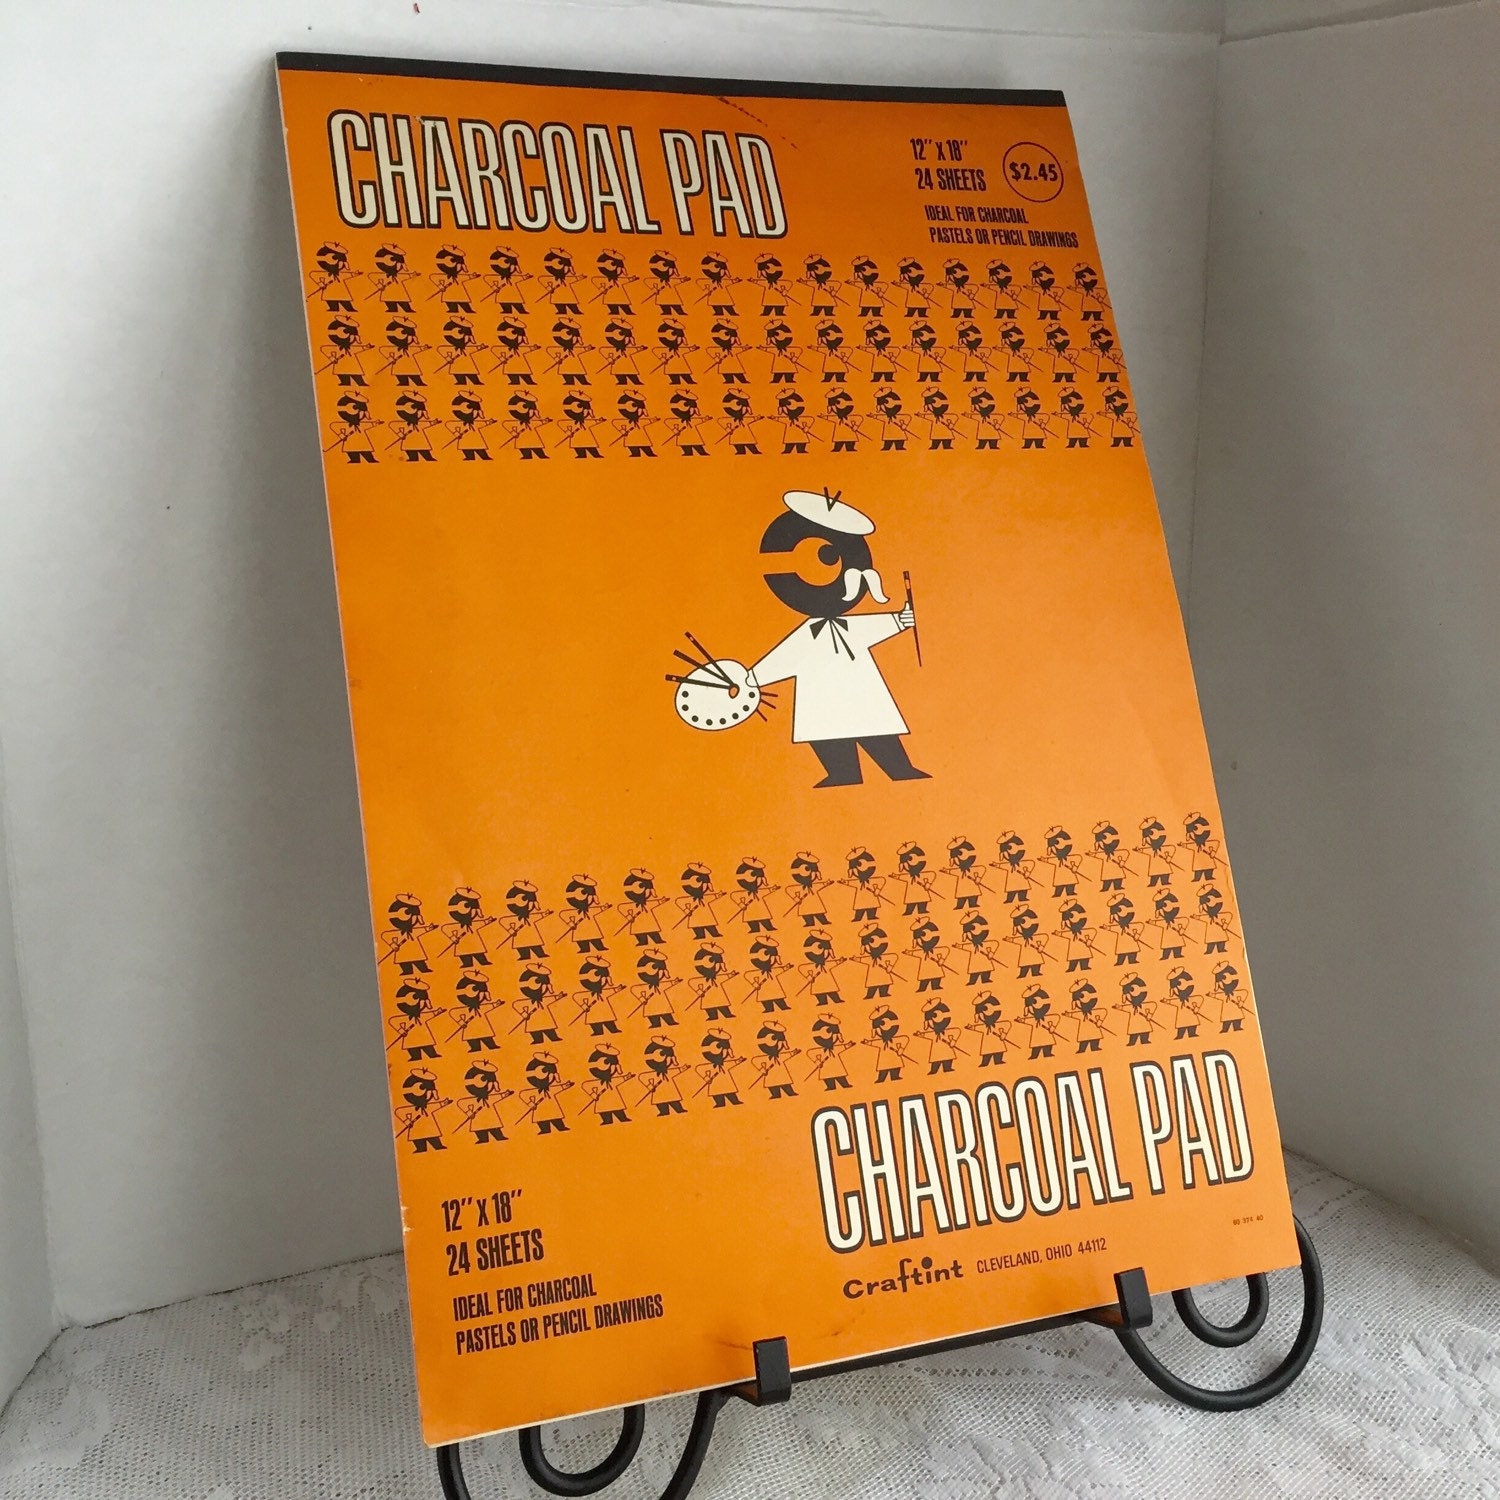 CHARCOAL PAD
12" x 18"
24 SHEETS
$2.45
IDEAL FOR CHARCOAL
PASTELS OR PENCIL DRAWINGS
CHARCOAL PAD
12" x 18"
24 SHEETS
IDEAL FOR CHARCOAL
PASTELS OR PENCIL DRAWINGS
Craftint CLEVELAND, OHIO 44112